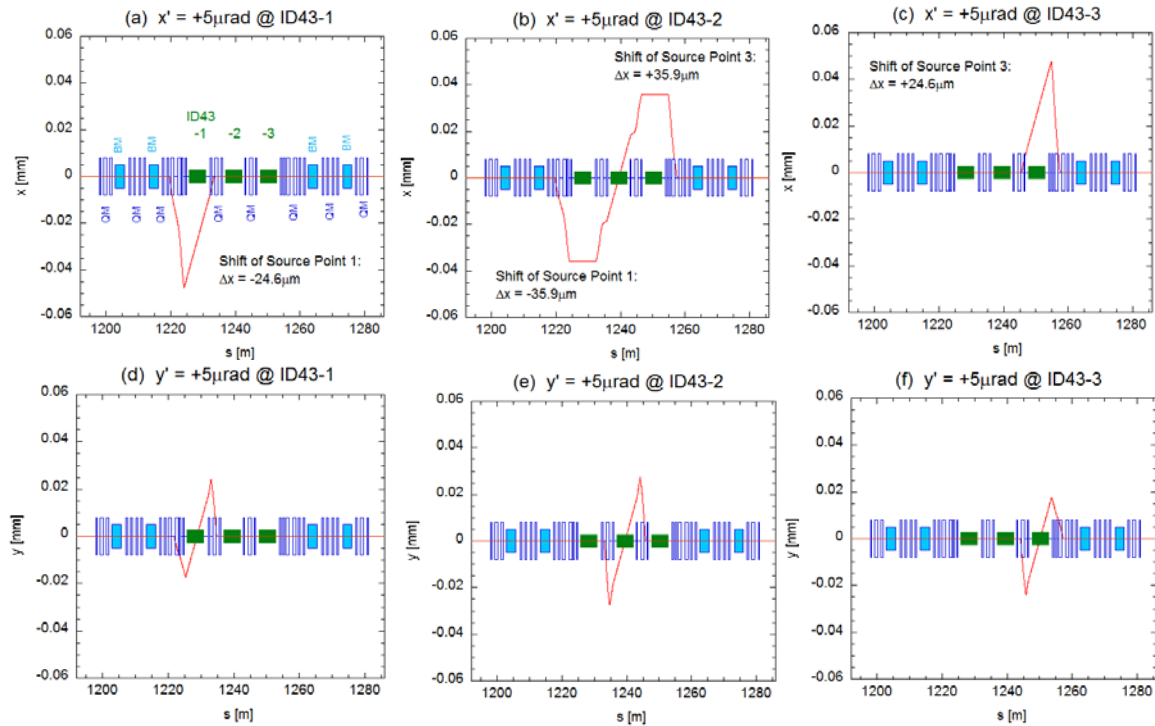 (a) x' = +5μrad @ ID43-1
0.06
0.04
0.02
0
-0.02
-0.04
-0.06
x [mm]
BM
BM
ID43
-1
-2
-3
BM
BM
QM
QM
QM
QM
QM
QM
QM
QM
Shift of Source Point 1:
Δx = -24.6μm
1200
1220
1240
1260
1280
s [m]
(b) x' = +5μrad @ ID43-2
0.06
0.04
0.02
0
-0.02
-0.04
-0.06
x [mm]
Shift of Source Point 3:
Δx = +35.9μm
Shift of Source Point 1:
Δx = -35.9μm
1200
1220
1240
1260
1280
s [m]
(c) x' = +5μrad @ ID43-3
0.06
0.04
0.02
0
-0.02
-0.04
-0.06
x [mm]
Shift of Source Point 3:
Δx = +24.6μm
1200
1220
1240
1260
1280
s [m]
(d) y' = +5μrad @ ID43-1
0.06
0.04
0.02
0
-0.02
-0.04
-0.06
y [mm]
1200
1220
1240
1260
1280
s [m]
(e) y' = +5μrad @ ID43-2
0.06
0.04
0.02
0
-0.02
-0.04
-0.06
y [mm]
1200
1220
1240
1260
1280
s [m]
(f) y' = +5μrad @ ID43-3
0.06
0.04
0.02
0
-0.02
-0.04
-0.06
y [mm]
1200
1220
1240
1260
1280
s [m]